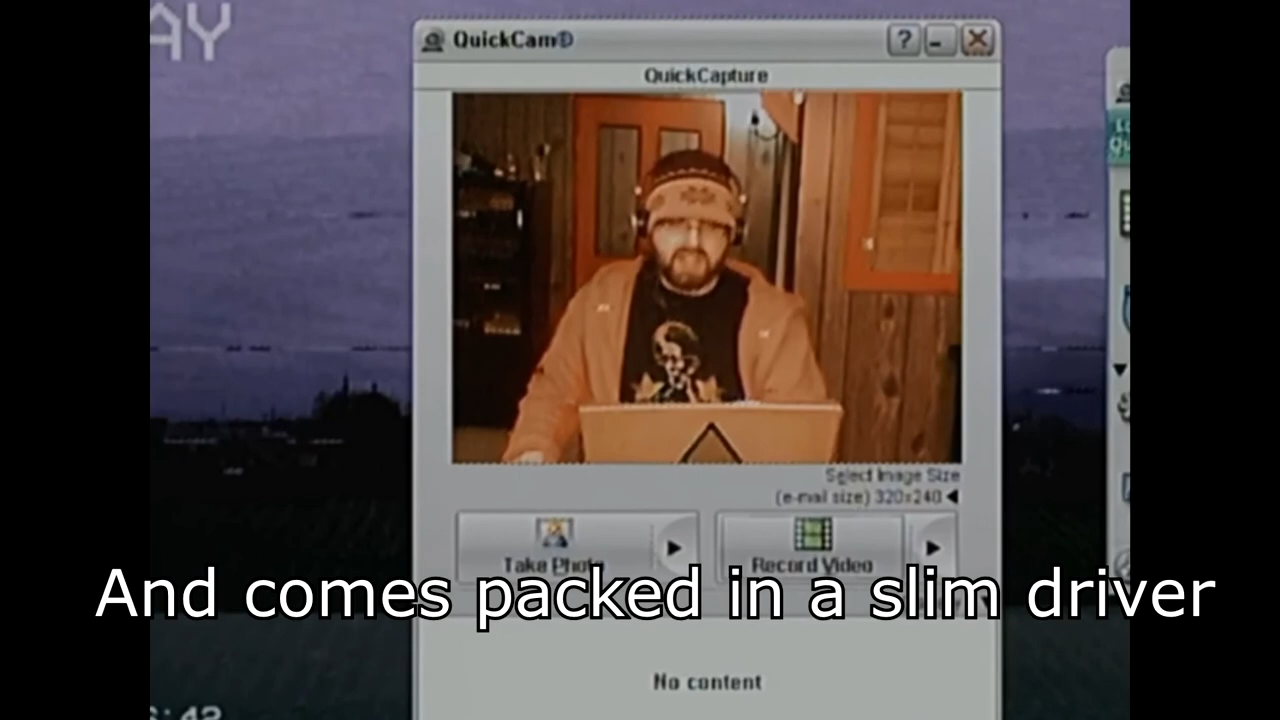 AY
QuickCam®
?
QuickCapture
Select Image Size
(e-mail size) 320x240
Take Photo
Record Video
And comes packed in a slim driver
No content
:42